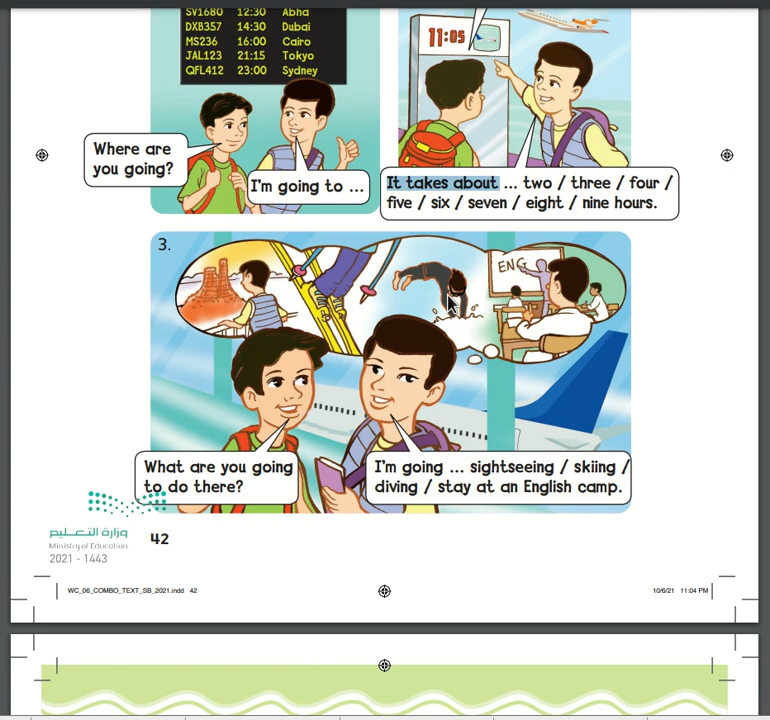 SV1680 12:30 Abha
DXB357 14:30 Dubai
MS236 16:00 Cairo
JAL123 21:15 Tokyo
QFL412 23:00 Sydney
Where are
you going?
I'm going to ...
11:05
It takes about ... two / three / four /
five / six / seven / eight / nine hours.
3.
ENG
What are you going
to do there?
I'm going ... sightseeing / skiing /
diving / stay at an English camp.
وزارة التعليم
Ministry of Education
2021 - 1443
42
WC_06_COMBO_TEXT_SB_2021.indd 42
10/6/21 11:04 PM